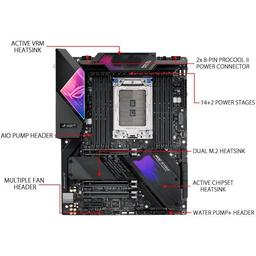 ACTIVE VRM
HEATSINK
2x 8-PIN PROCOOL II
POWER CONNECTOR
14+2 POWER STAGES
AIO PUMP HEADER
DUAL M.2 HEATSINK
MULTIPLE FAN
HEADER
ACTIVE CHIPSET
HEATSINK
WATER PUMP+ HEADER